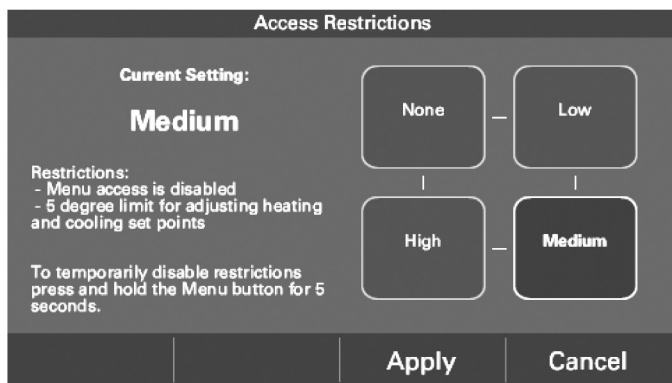 Access Restrictions
Current Setting:
Medium
Restrictions:
- Menu access is disabled
- 5 degree limit for adjusting heating
and cooling set points
To temporarily disable restrictions
press and hold the Menu button for 5
seconds.
None
Low
High
Medium
Apply
Cancel